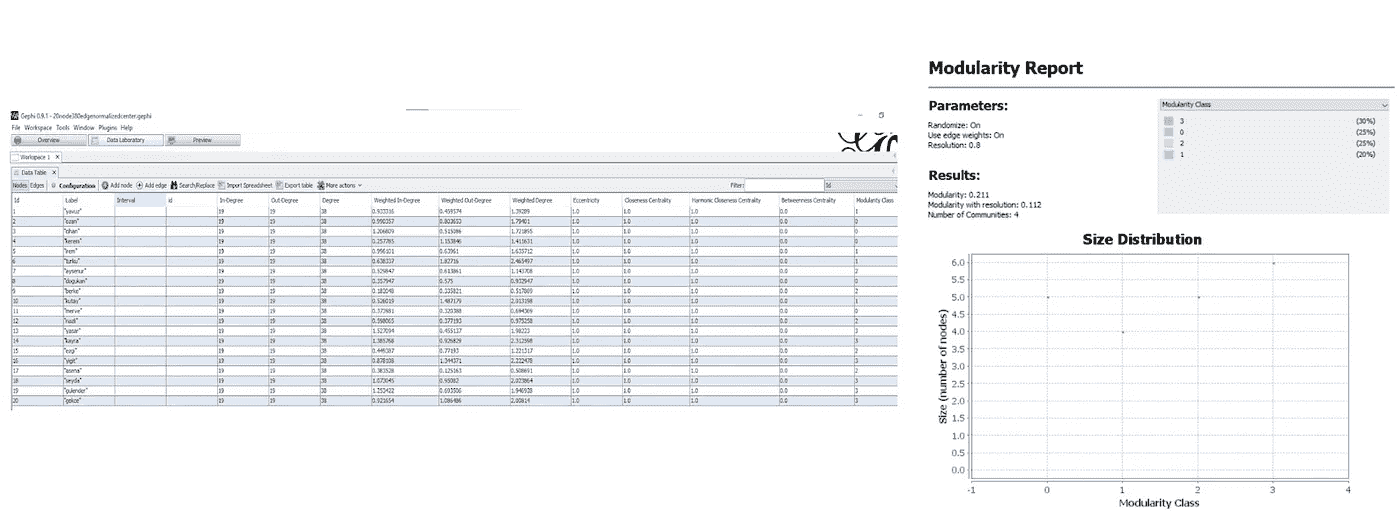 Gephi 0.9.1 - 20node380edgenormalizedcenter.gephi
File Workspace Tools Window Plugins Help
Overview Data Laboratory Preview
Workspace 1
Data Table
Nodes Edges Configuration Add node Add edge Search/Replace Import Spreadsheet Export table More actions Filter: Id
Id Label Interval id In-Degree Out-Degree Degree Weighted In-Degree Weighted Out-Degree Weighted Degree Eccentricity Closeness Centrality Harmonic Closeness Centrality Betweenness Centrality Modularity Class
1 "yavuz" 19 19 38 0.933316 0.459574 1.39289 1.0 1.0 1.0 0.0 1
2 "ozan" 19 19 38 0.990357 0.803653 1.79401 1.0 1.0 1.0 0.0 0
3 "cihan" 19 19 38 1.206809 0.515086 1.721895 1.0 1.0 1.0 0.0 0
4 "kerem" 19 19 38 0.257785 1.153846 1.411631 1.0 1.0 1.0 0.0 0
5 "irem" 19 19 38 0.996101 1.635712 1.0 1.0 1.0 0.0 1
6 19 19 38 0.638337 1.82716 2.465497 1.0 1.0 1.0 0.0 1
7 "aysenur" 19 19 38 0.529847 0.613861 1.143708 1.0 1.0 1.0 0.0 2
8 "dogukan" 19 19 38 0.357947 0.575 0.932947 1.0 1.0 1.0 0.0 0
9 "berke" 19 19 38 0.182048 0.335821 0.517869 1.0 1.0 1.0 0.0 2
10 "kutay" 19 19 38 0.526019 1.487179 2.013198 1.0 1.0 1.0 0.0 1
11 "merve" 19 19 38 0.373981 0.320388 0.694369 1.0 1.0 1.0 0.0 0
12 19 19 38 0.598065 0.377193 0.975258 1.0 1.0 1.0 0.0 2
13 "yasar" 19 19 38 1.527094 0.455137 1.98223 1.0 1.0 1.0 0.0 3
14 "kayra" 19 19 38 1.385768 0.926829 2.312598 1.0 1.0 1.0 0.0 3
15 "ezgi" 19 19 38 0.449387 0.77193 1.221317 1.0 1.0 1.0 0.0 2
16 "yigit" 19 19 38 0.878108 1.344371 2.222478 1.0 1.0 1.0 0.0 3
17 "asena" 19 19 38 0.383528 0.125163 0.508691 1.0 1.0 1.0 0.0 2
18 "seyda" 19 19 38 1.073045 0.95082 2.023864 1.0 1.0 1.0 0.0 3
19 "gulender" 19 19 38 1.253422 0.693506 1.946928 1.0 1.0 1.0 0.0 3
20 "gokce" 19 19 38 0.921654 1.086486 2.00814 1.0 1.0 1.0 0.0 3
Modularity Report
Parameters:
Randomize: On
Use edge weights: On
Resolution: 0.8
Results:
Modularity: 0.211
Modularity with resolution: 0.112
Number of Communities: 4
Modularity Class
3 (30%)
0 (25%)
2 (25%)
1 (20%)
Size Distribution
Size (number of nodes)
6.0
5.5
5.0
4.5
4.0
3.5
3.0
2.5
2.0
1.5
1.0
0.5
0.0
-1 0 1 2 3 4
Modularity Class